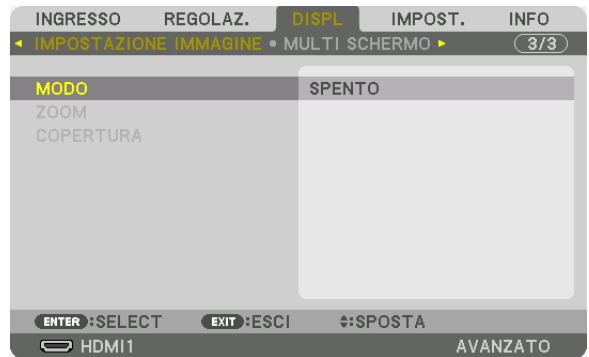 INGRESSO REGOLAZ. DISPL IMPOST. INFO
IMPOSTAZIONE IMMAGINE • MULTI SCHERMO 3/3
MODO SPENTO
ZOOM
COPERTURA
ENTER :SELECT EXIT :ESCI :SPOSTA
HDMI1 AVANZATO